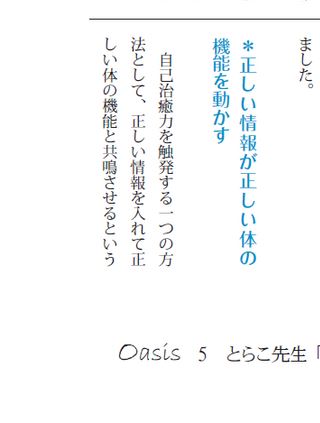 ました。
＊正しい情報が正しい体の
機能を動かす
自己治癒力を触発する一つの方
法として、正しい情報を入れて正
しい体の機能と共鳴させるという
Oasis 5 とらこ先生「